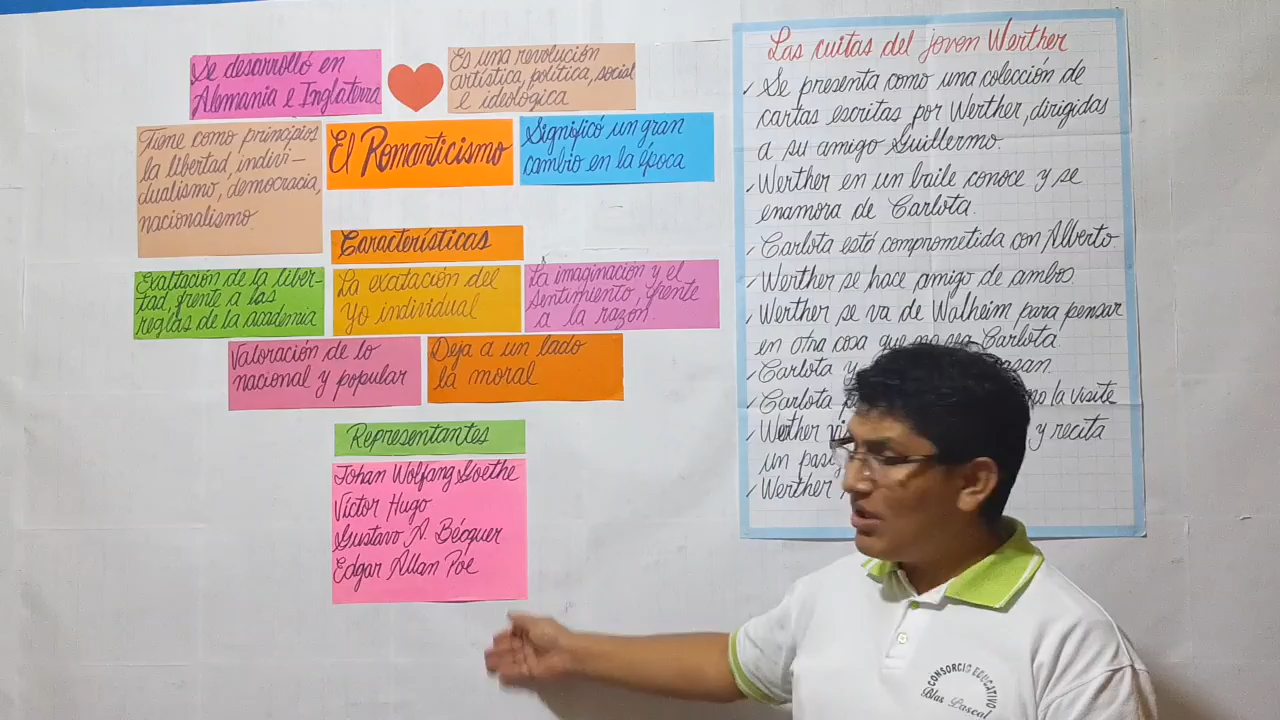 Se desarrolló en
Alemania e Inglaterra
Es una revolución
artística, política, social
e ideológica
Tiene como principios
la libertad, indivi-
dualismo, democracia,
nacionalismo.
El Romanticismo
Significó un gran
cambio en la época
Características
Exaltación de la liber-
tad, frente a las
reglas de la academia
La exaltación del
Yo individual
La imaginación y el
sentimiento, frente
a la razón.
Valoración de lo
nacional y popular
Deja a un lado
la moral
Representantes
Johan Wolfang Goethe
Víctor Hugo
Gustavo A. Bécquer
Edgar Allan Poe
Las cuitas del joven Werther
Se presenta como una colección de
cartas escritas por Werther, dirigidas
a su amigo Guillermo.
Werther en un baile conoce y se
enamora de Carlota.
Carlota está comprometida con Alberto.
Werther se hace amigo de ambos.
Werther se va de Walheim para pensar
en otra cosa que no sea Carlota.
Carlota y
Carlota no la visite
Werther y recita
un
Werther
CONSORCIO EDUCATIVO
Blas Pascal